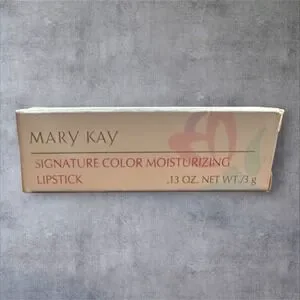 MARY KAY
SIGNATURE COLOR MOISTURIZING
LIPSTICK .13 OZ. NET WT./3 g